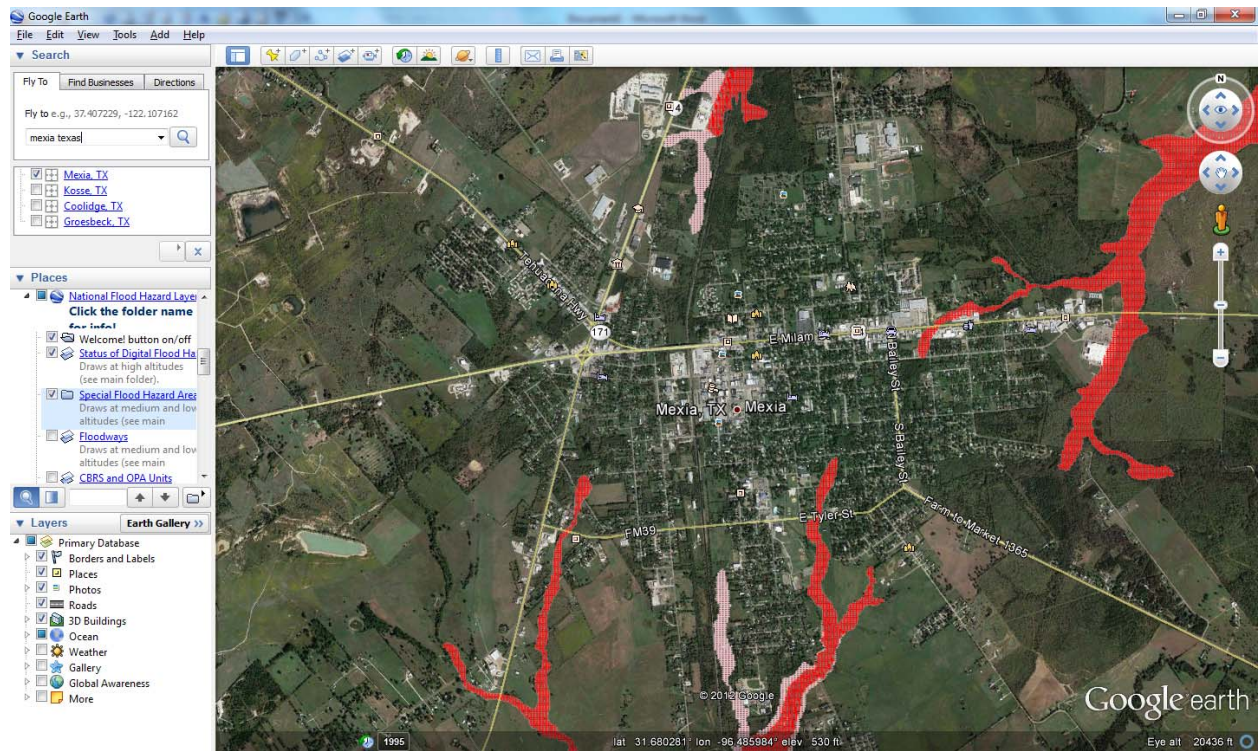 Google Earth
File Edit View Tools Add Help
Search
Fly To Find Businesses Directions
Fly to e.g., 37.407229, -122.107162
mexia texas
Mexia, TX
Kosse, TX
Coolidge, TX
Groesbeck, TX
Places
National Flood Hazard Laye
Click the folder name
Welcome! button on/off
Status of Digital Flood Ha
Draws at high altitudes
(see main folder).
Special Flood Hazard Area
Draws at medium and low
altitudes (see main
Floodways
Draws at medium and low
altitudes (see main
CBRS and OPA Units
Layers Earth Gallery >>
Primary Database
Borders and Labels
Places
Photos
Roads
3D Buildings
Ocean
Weather
Gallery
Global Awareness
More
N
Tehuacana Hwy
171
E Milam
N Bailey St
Mexia, TX Mexia
S Bailey St
FM39
E Tyler St
Farm to Market 1365
© 2012 Google
Google earth
1995
lat 31.680281° lon -96.485984° elev 530 ft
Eye alt 20436 ft